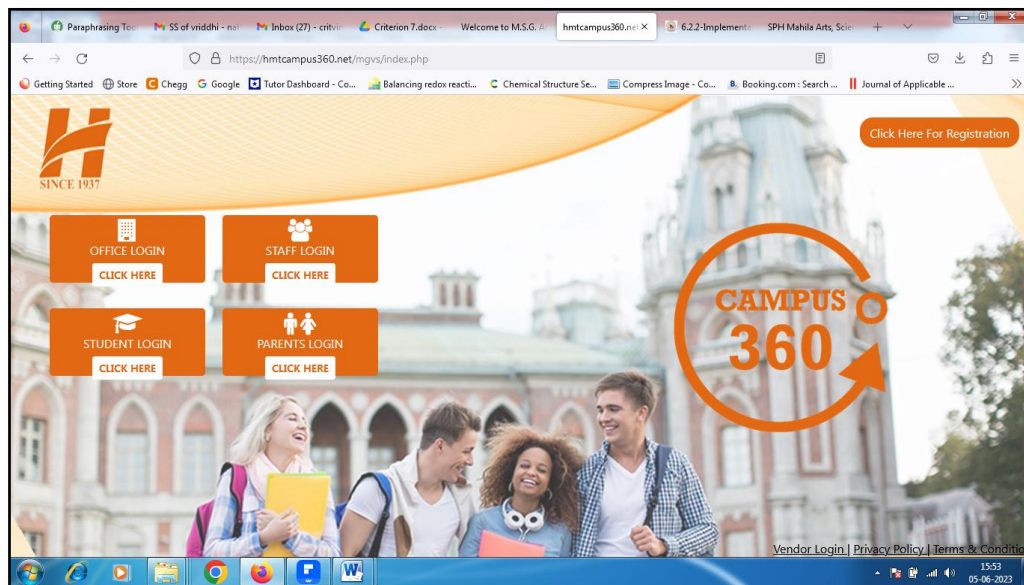 Paraphrasing Too
SS of vriddhi - na
Inbox (27) - critvi
Criterion 7.docx -
Welcome to M.S.G. A
hmtcampus360.net
6.2.2-Implementa
SPH Mahila Arts, Scie
https://hmtcampus360.net/mgvs/index.php
Getting Started Store Chegg Google Tutor Dashboard - Co... Balancing redox reacti... Chemical Structure Se... Compress Image - Co... Booking.com : Search ... Journal of Applicable ...
H
SINCE 1937
Click Here For Registration
OFFICE LOGIN
CLICK HERE
STAFF LOGIN
CLICK HERE
STUDENT LOGIN
CLICK HERE
PARENTS LOGIN
CLICK HERE
CAMPUS
360
Vendor Login | Privacy Policy | Terms & Conditio
15:53
05-06-2023